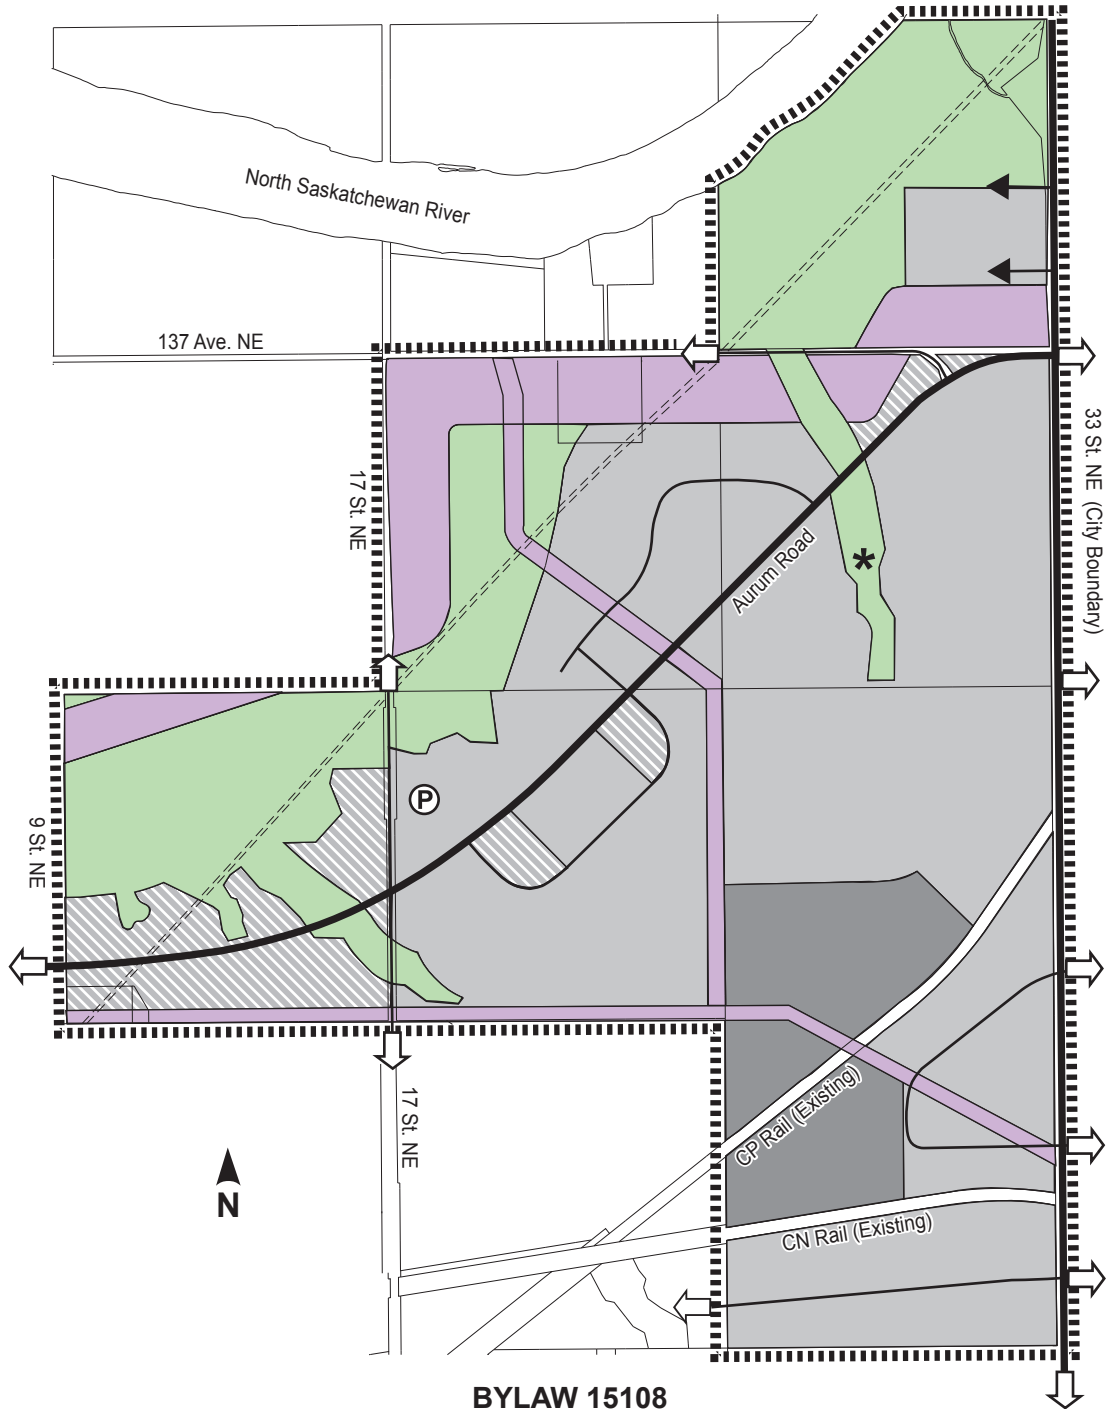 North Saskatchewan River
137 Ave. NE
33 St. NE (City Boundary)
17 St. NE
Aurum Road
*
P
9 St. NE
CP Rail (Existing)
17 St. NE
N
CN Rail (Existing)
BYLAW 15108